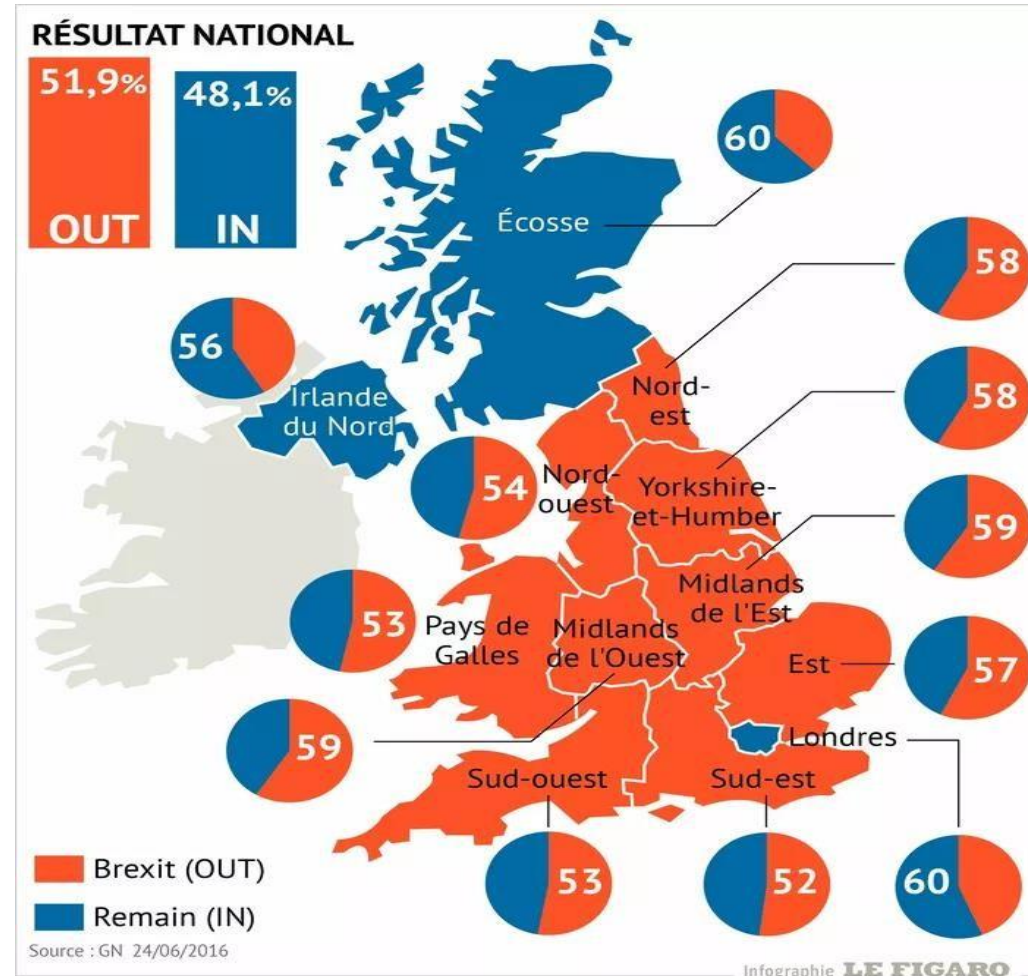 RÉSULTAT NATIONAL
51,9%
OUT
48,1%
IN
60
Écosse
58
56
Nord-
est
Irlande
du Nord
58
54
Nord-
ouest
Yorkshire-
et-Humber
59
Midlands
de l'Est
53
Pays de
Galles
Midlands
de l'Ouest
Est
57
59
Londres
Sud-ouest
Sud-est
53
52
60
Brexit (OUT)
Remain (IN)
Source : GN 24/06/2016
Infographie LE FIGARO